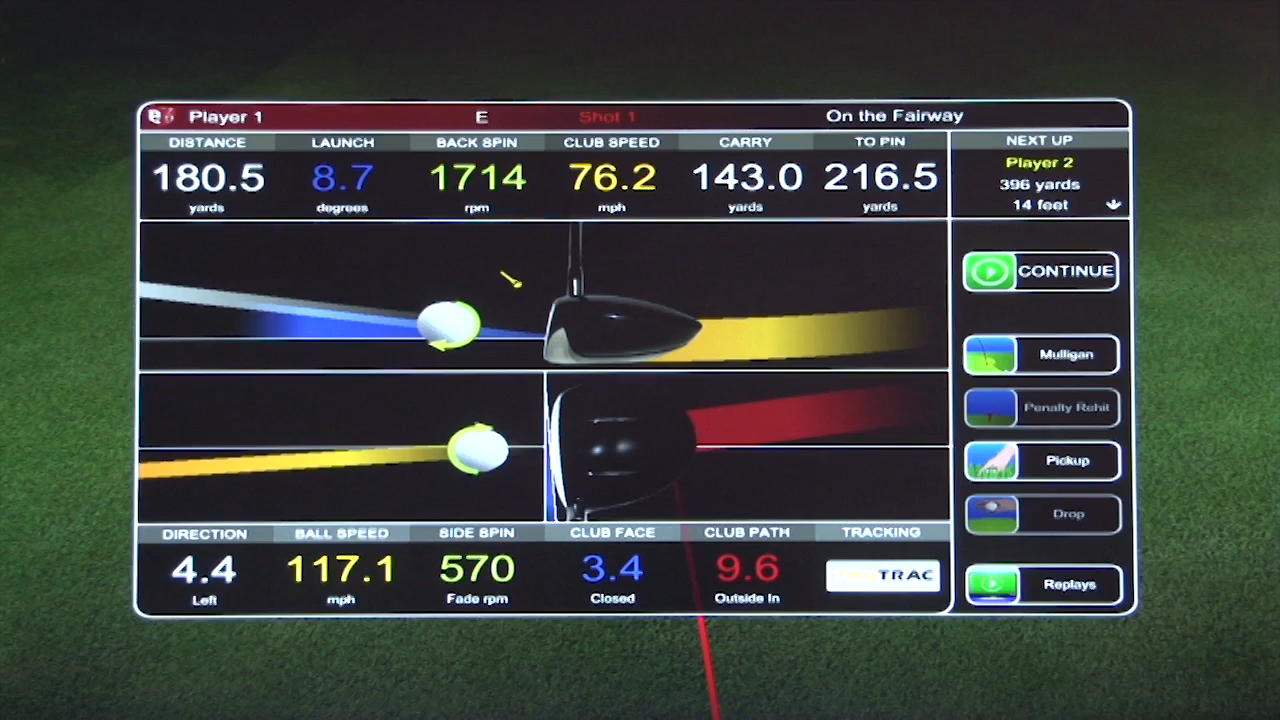 Player 1 E Shot 1 On the Fairway
DISTANCE LAUNCH BACK SPIN CLUB SPEED CARRY TO PIN
180.5 8.7 1714 76.2 143.0 216.5
yards degrees rpm mph yards yards
NEXT UP
Player 2
396 yards
14 feet
CONTINUE
Mulligan
Penalty Rehit
Pickup
Drop
Replays
DIRECTION BALL SPEED SIDE SPIN CLUB FACE CLUB PATH TRACKING
4.4 117.1 570 3.4 9.6 TRUTRAC
Left mph Fade rpm Closed Outside In